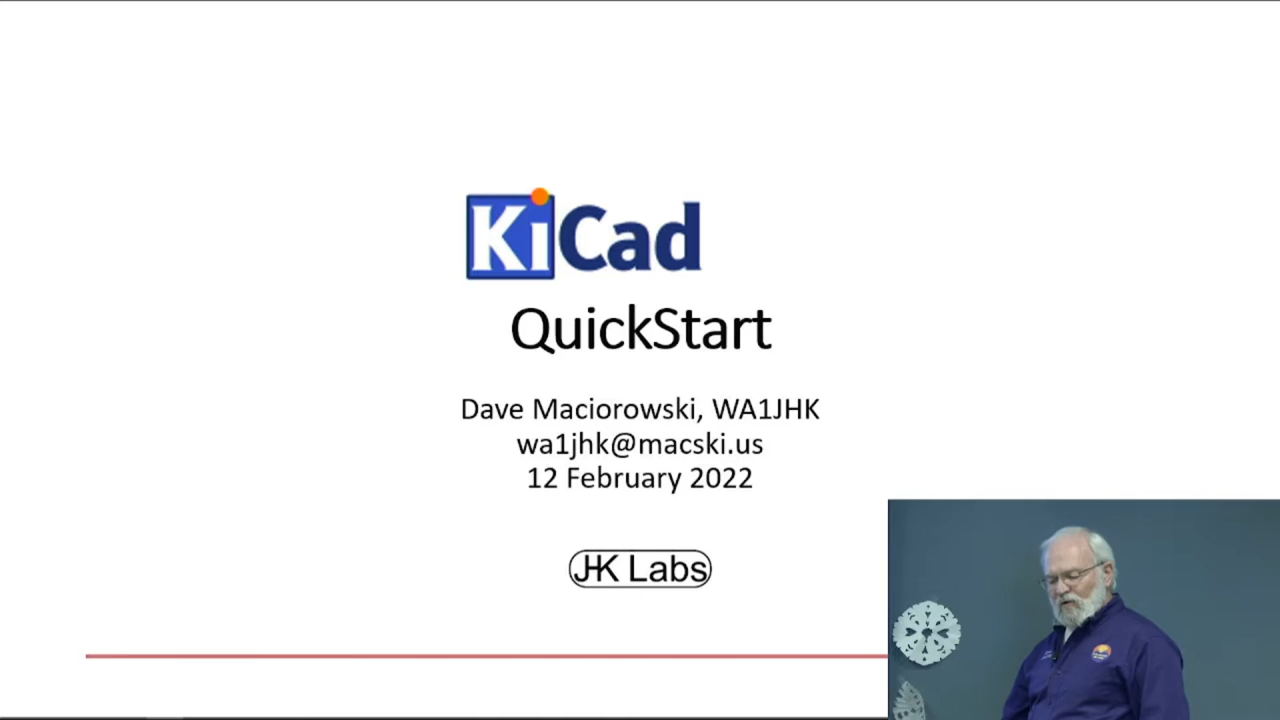 KiCad
QuickStart
Dave Maciorowski, WA1JHK
wa1jhk@macski.us
12 February 2022
JHK Labs